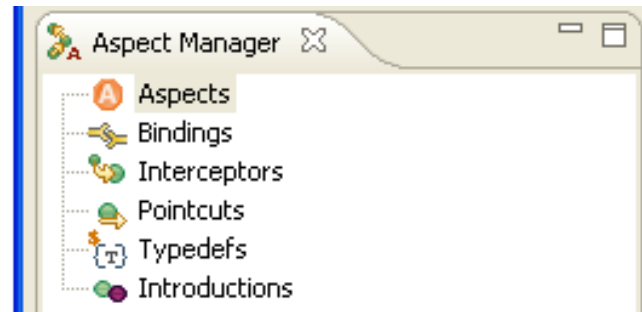 Aspect Manager
Aspects
Bindings
Interceptors
Pointcuts
Typedefs
Introductions